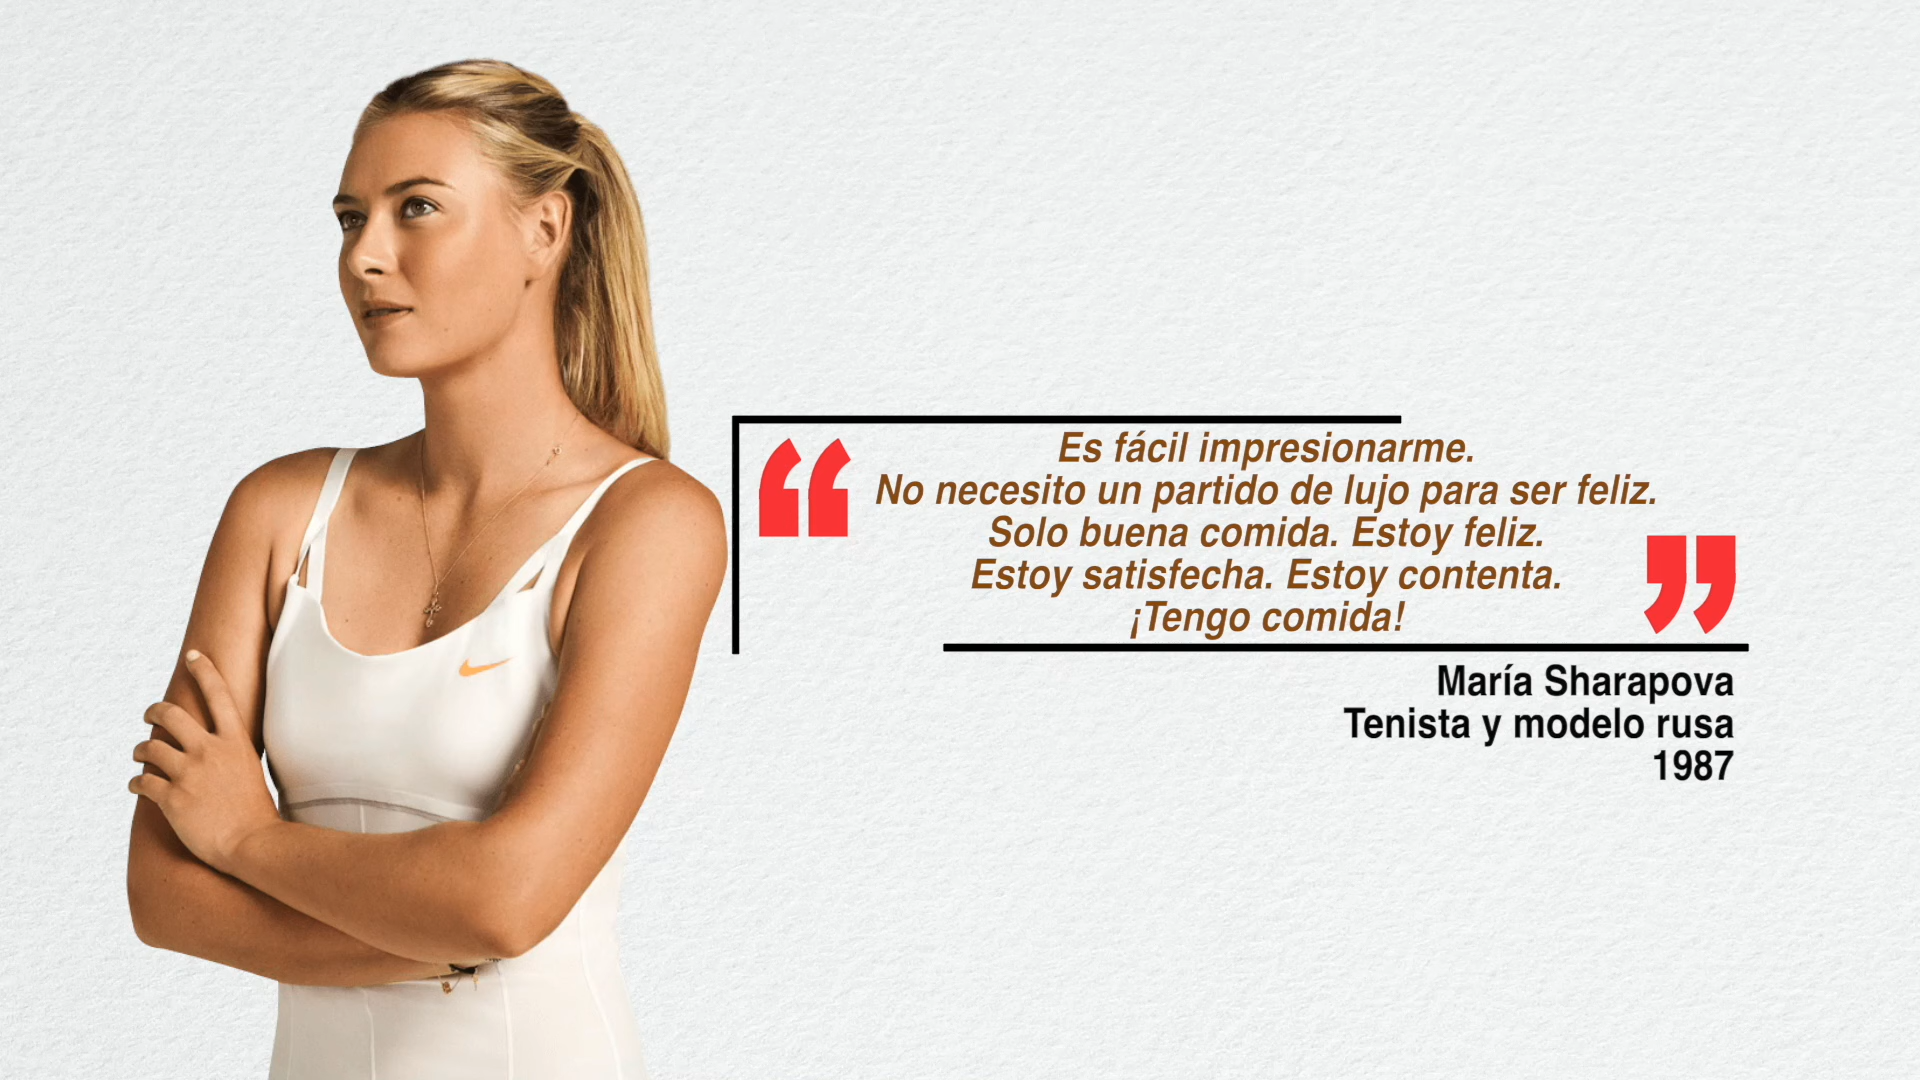 Es fácil impresionarme.
No necesito un partido de lujo para ser feliz.
Solo buena comida. Estoy feliz.
Estoy satisfecha. Estoy contenta.
¡Tengo comida!
María Sharapova
Tenista y modelo rusa
1987